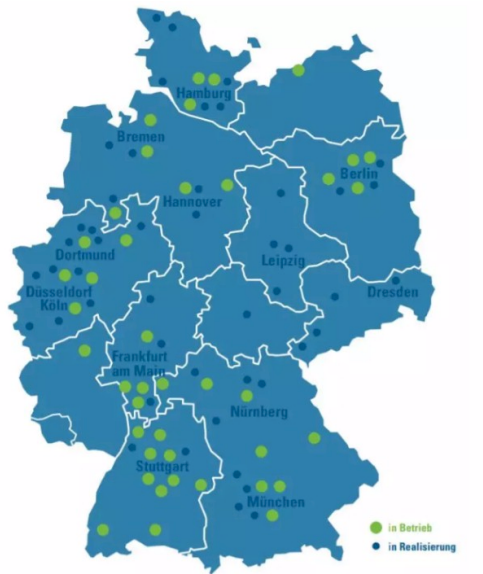 Hamburg
Bremen
Berlin
Hannover
Dortmund
Leipzig
Düsseldorf
Köln
Dresden
Frankfurt
am Main
Nürnberg
Stuttgart
München
in Betrieb
in Realisierung